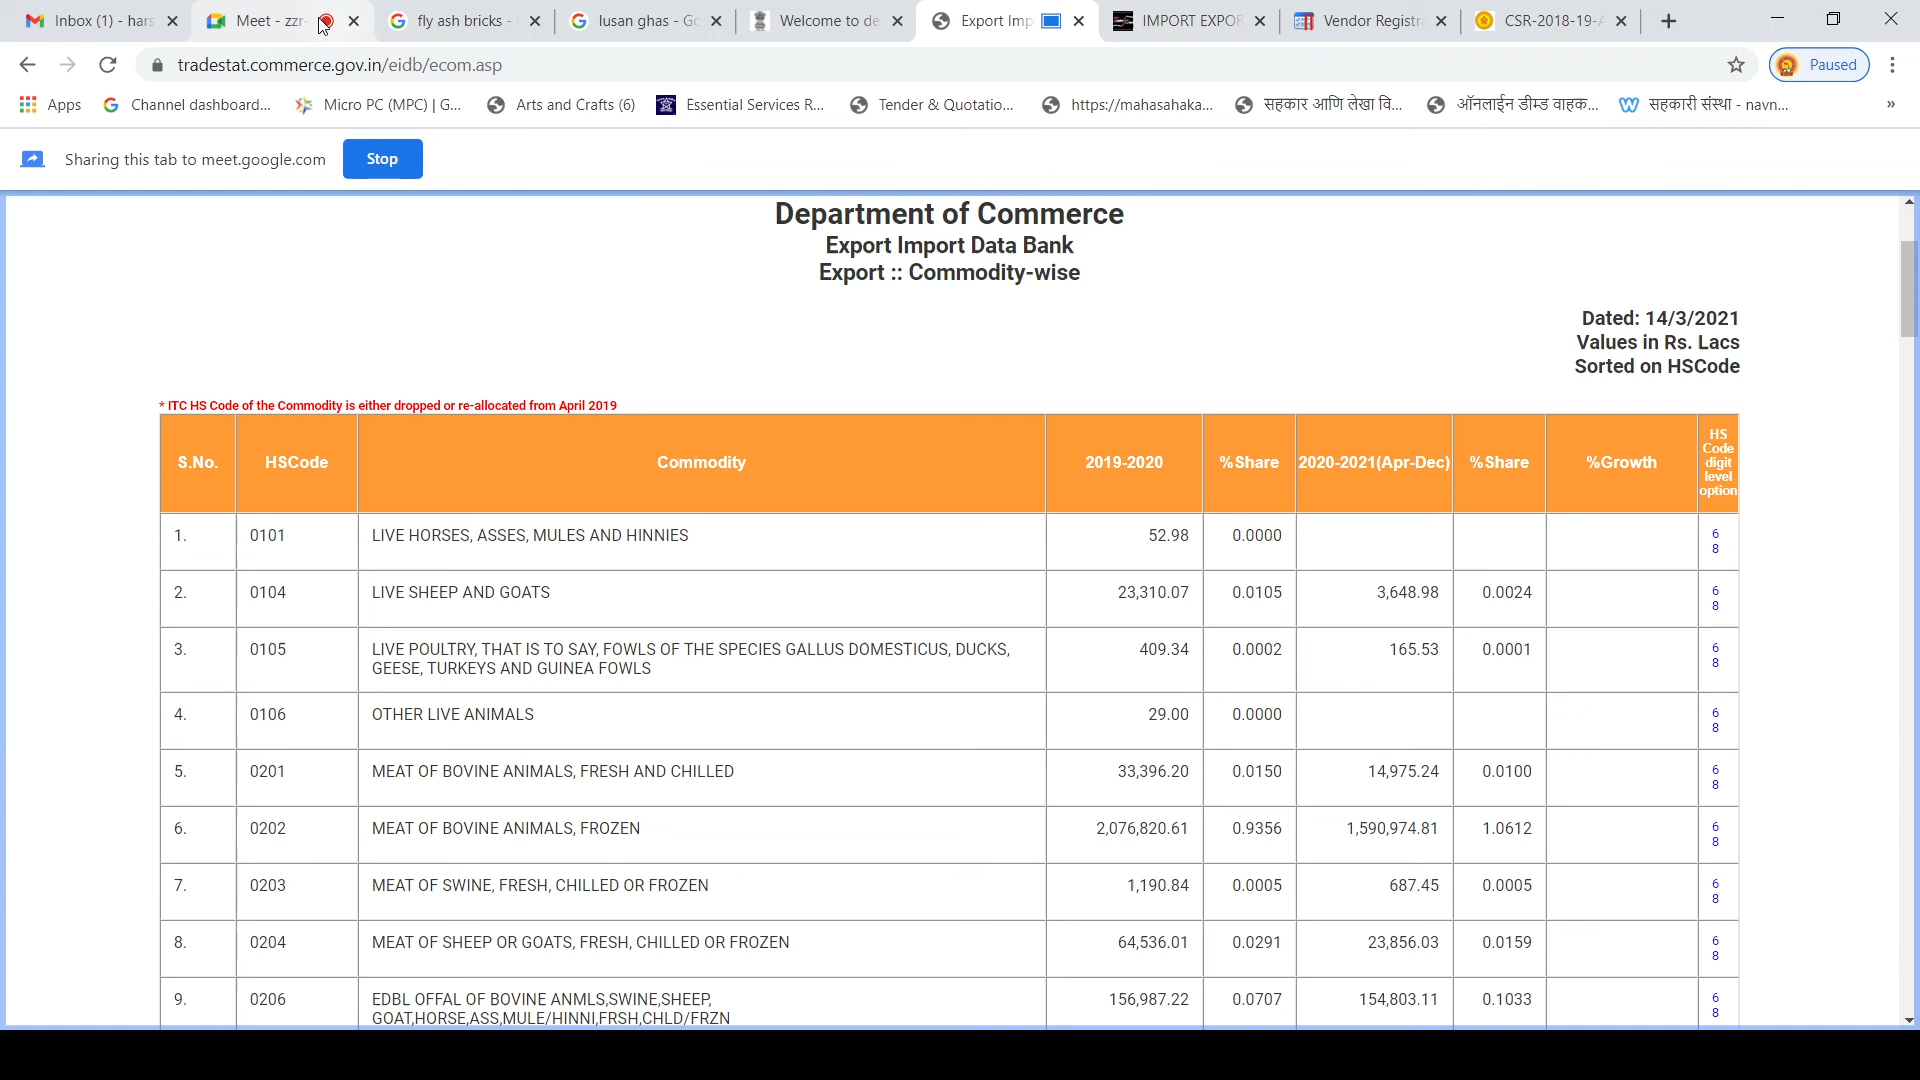 Inbox (1) - hars
Meet - zzr-
fly ash bricks -
lusan ghas - Go
Welcome to de
Export Imp
IMPORT EXPOR
Vendor Registra
CSR-2018-19-A
tradestat.commerce.gov.in/eidb/ecom.asp
Paused
Apps
Channel dashboard...
Micro PC (MPC) | G...
Arts and Crafts (6)
Essential Services R...
Tender & Quotatio...
https://mahasahaka...
सहकार आणि लेखा वि...
ऑनलाईन डीम्ड वाहक...
सहकारी संस्था - navn...
»
Sharing this tab to meet.google.com
Stop
Department of Commerce
Export Import Data Bank
Export :: Commodity-wise
Dated: 14/3/2021
Values in Rs. Lacs
Sorted on HSCode
* ITC HS Code of the Commodity is either dropped or re-allocated from April 2019
S.No. HSCode Commodity 2019-2020 %Share 2020-2021(Apr-Dec) %Share %Growth HS Code digit level option
1. 0101 LIVE HORSES, ASSES, MULES AND HINNIES 52.98 0.0000 6 8
2. 0104 LIVE SHEEP AND GOATS 23,310.07 0.0105 3,648.98 0.0024 6 8
3. 0105 LIVE POULTRY, THAT IS TO SAY, FOWLS OF THE SPECIES GALLUS DOMESTICUS, DUCKS, 409.34 0.0002 165.53 0.0001 6 8
GEESE, TURKEYS AND GUINEA FOWLS
4. 0106 OTHER LIVE ANIMALS 29.00 0.0000 6 8
5. 0201 MEAT OF BOVINE ANIMALS, FRESH AND CHILLED 33,396.20 0.0150 14,975.24 0.0100 6 8
6. 0202 MEAT OF BOVINE ANIMALS, FROZEN 2,076,820.61 0.9356 1,590,974.81 1.0612 6 8
7. 0203 MEAT OF SWINE, FRESH, CHILLED OR FROZEN 1,190.84 0.0005 687.45 0.0005 6 8
8. 0204 MEAT OF SHEEP OR GOATS, FRESH, CHILLED OR FROZEN 64,536.01 0.0291 23,856.03 0.0159 6 8
9. 0206 EDBL OFFAL OF BOVINE ANMLS,SWINE,SHEEP, 156,987.22 0.0707 154,803.11 0.1033 6 8
GOAT,HORSE,ASS,MULE/HINNI,FRSH,CHLD/FRZN